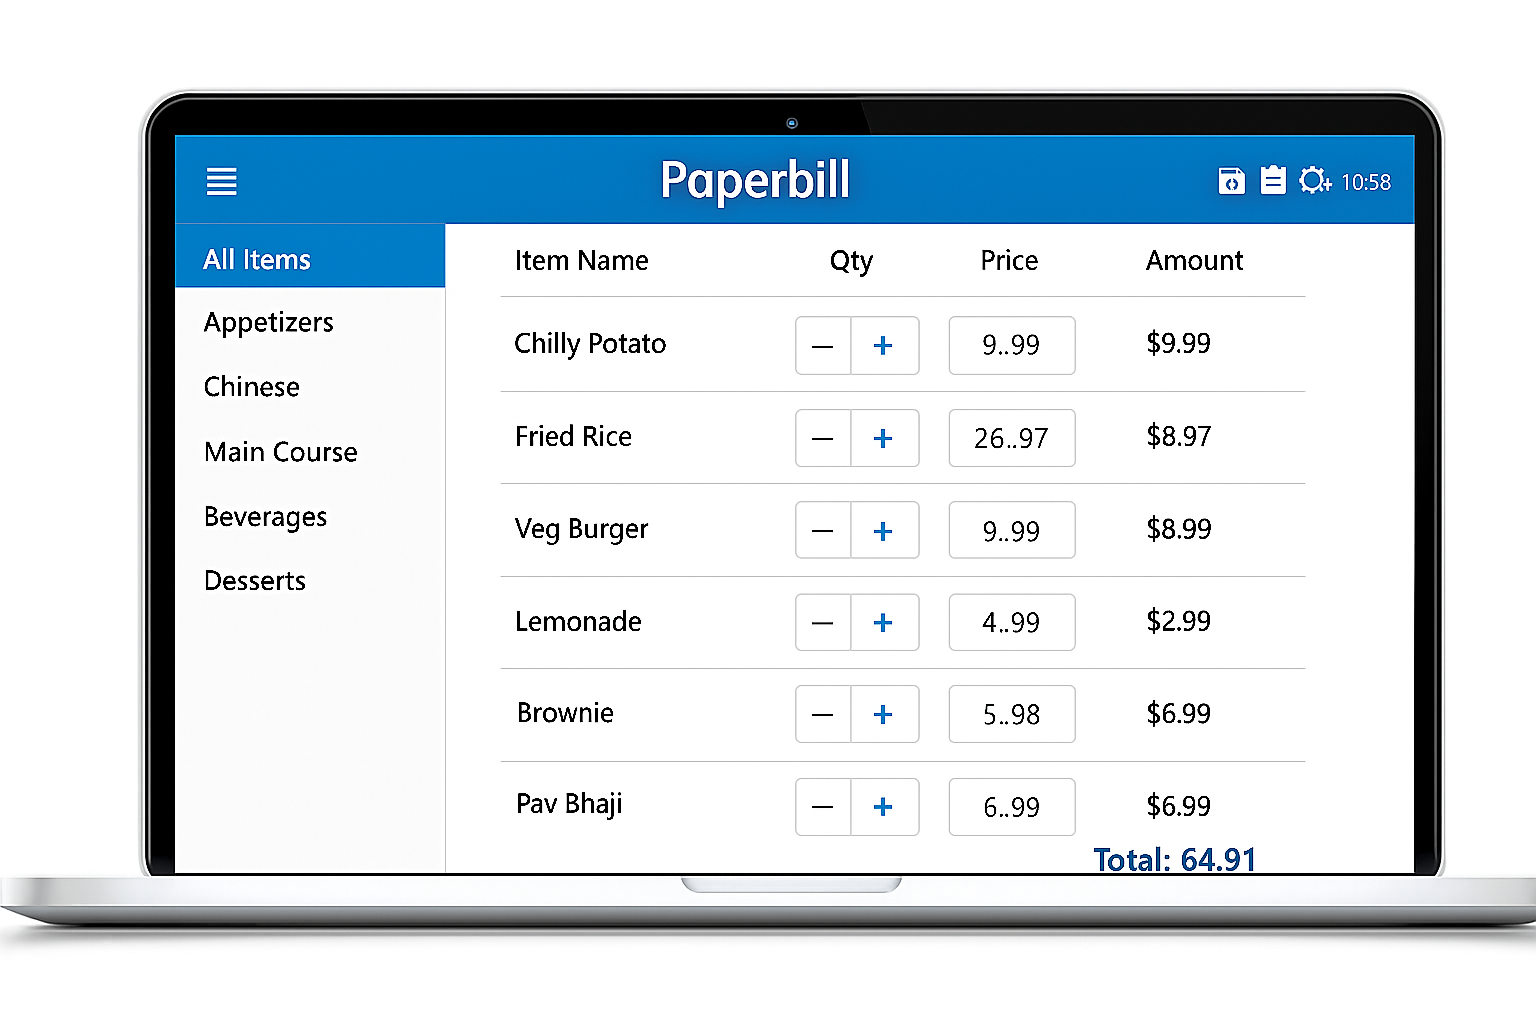 Paperbill
10:58
All Items
Appetizers
Chinese
Main Course
Beverages
Desserts
Item Name Qty Price Amount
Chilly Potato — + 9..99 $9.99
Fried Rice — + 26..97 $8.97
Veg Burger — + 9..99 $8.99
Lemonade — + 4..99 $2.99
Brownie — + 5..98 $6.99
Pav Bhaji — + 6..99 $6.99
Total: 64.91